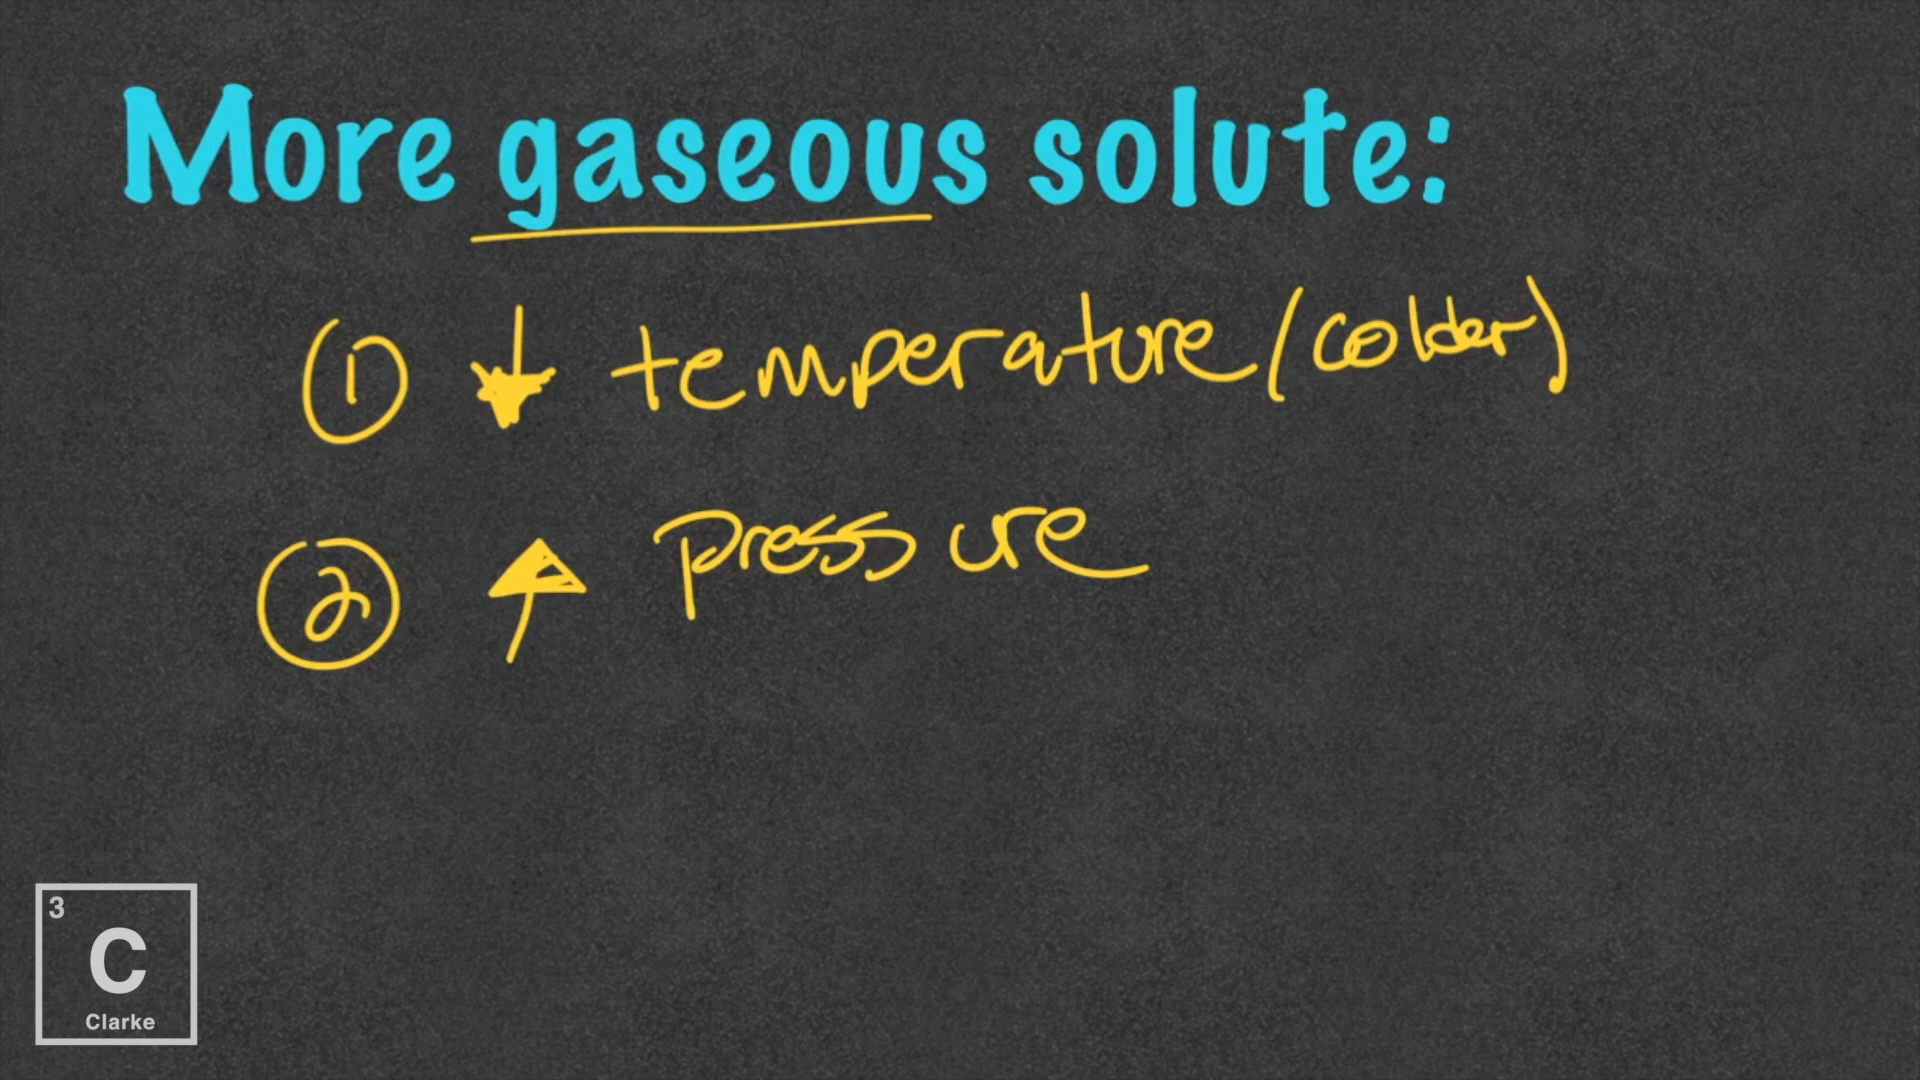 More gaseous solute:
① ↓ temperature (colder)
② ↑ pressure
3
C
Clarke